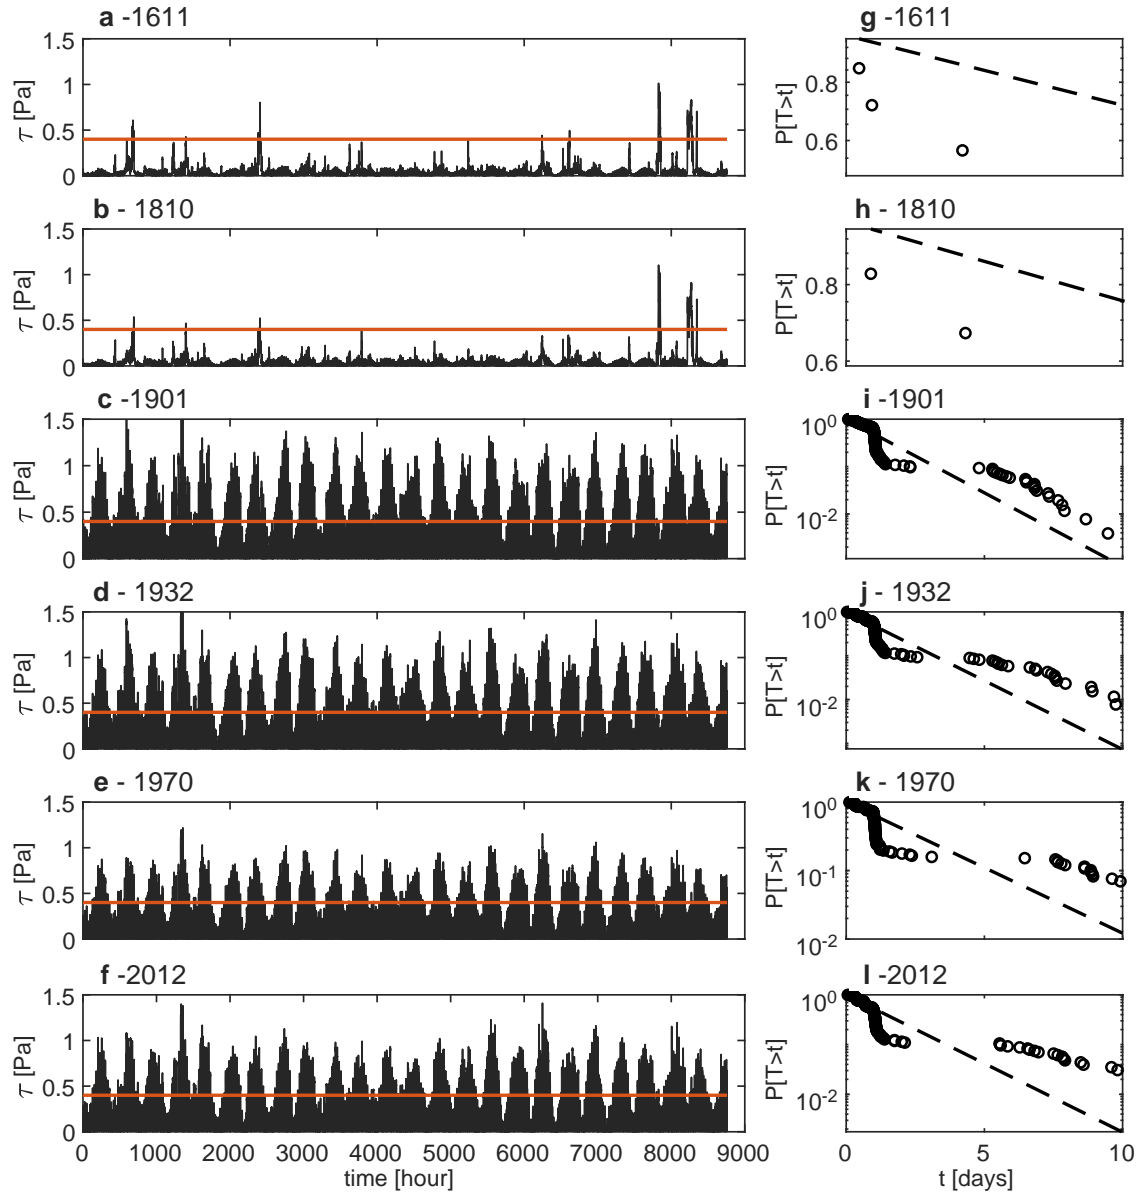 a -1611
g -1611
1.5
1
0.5
0
τ [Pa]
0.8
0.6
P[T>t]
b - 1810
h - 1810
1.5
1
0.5
0
τ [Pa]
0.8
0.6
P[T>t]
c -1901
i -1901
1.5
1
0.5
0
τ [Pa]
10^0
10^-2
P[T>t]
d - 1932
j - 1932
1.5
1
0.5
0
τ [Pa]
10^0
10^-2
P[T>t]
e - 1970
k - 1970
1.5
1
0.5
0
τ [Pa]
10^0
10^-1
10^-2
P[T>t]
f -2012
l -2012
1.5
1
0.5
0
τ [Pa]
10^0
10^-2
P[T>t]
0 1000 2000 3000 4000 5000 6000 7000 8000 9000
0 5 10
time [hour]
t [days]